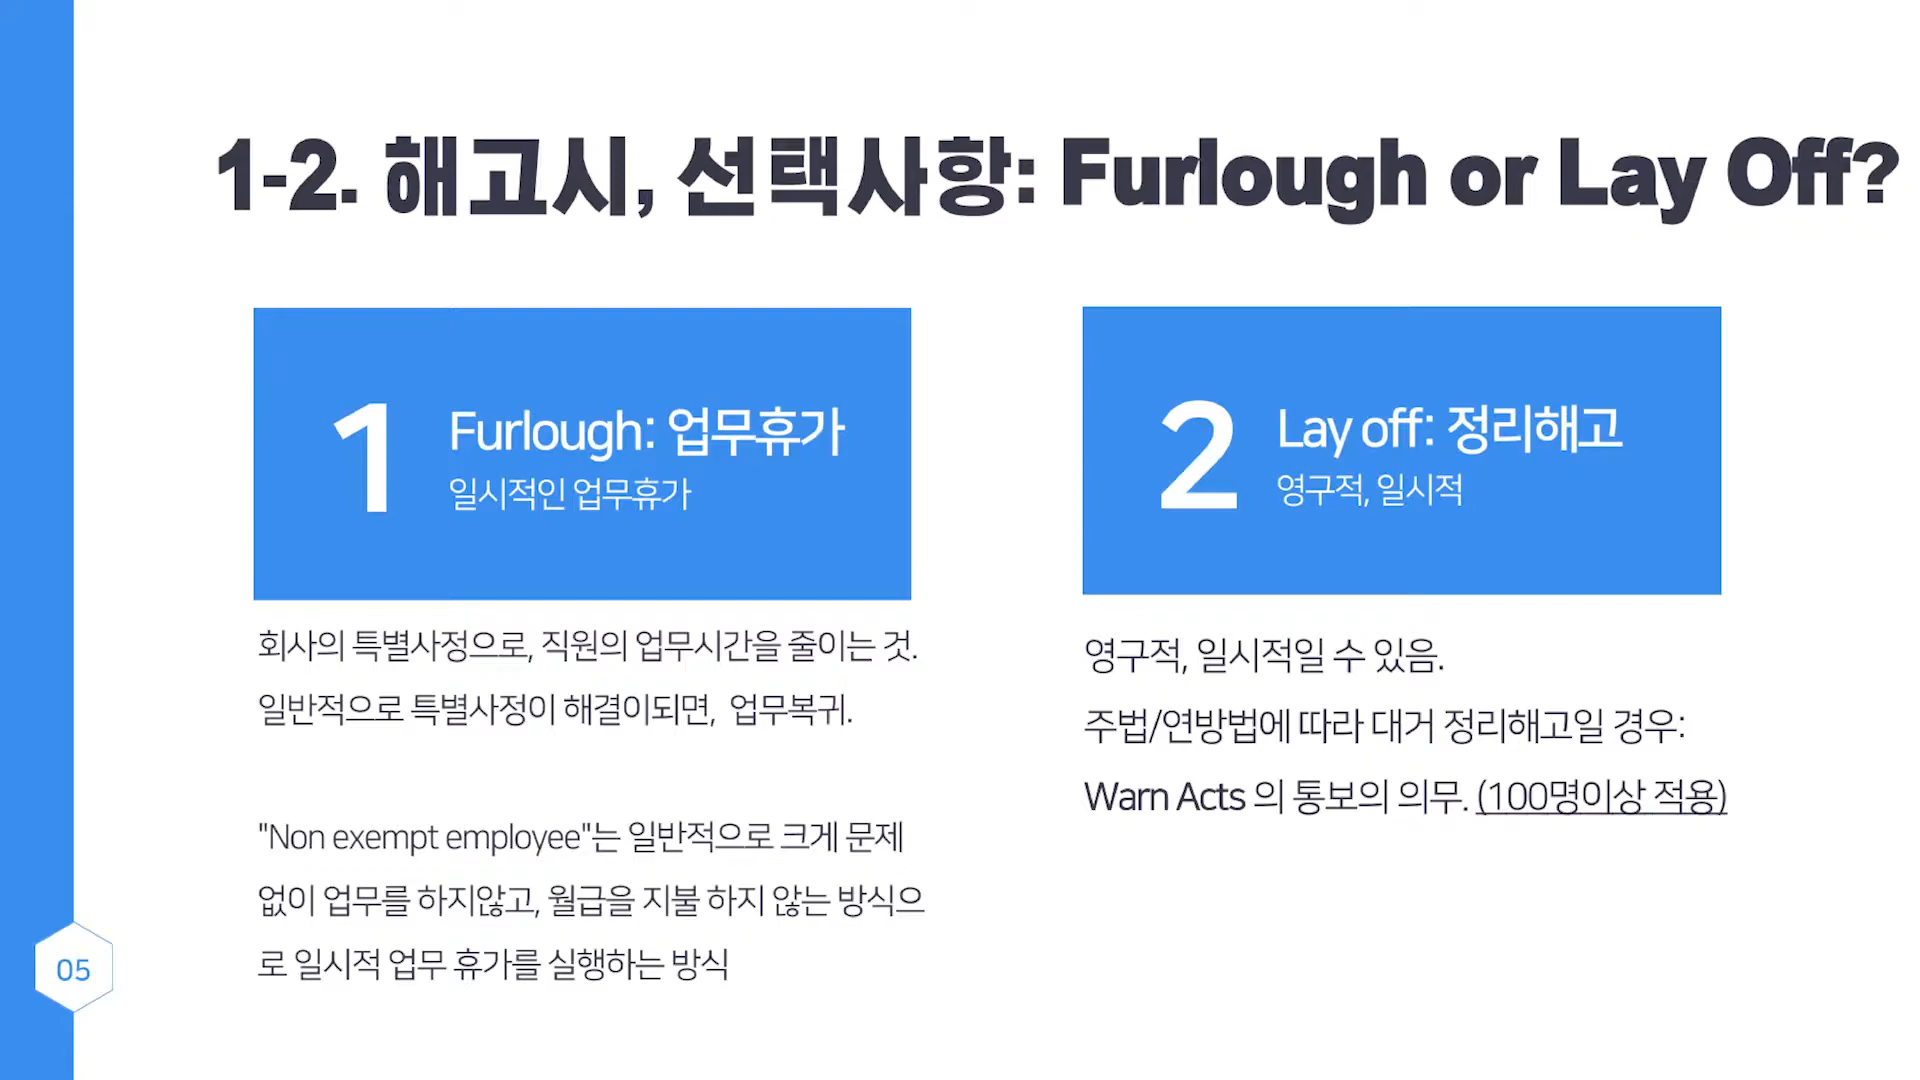 1-2. 해고시, 선택사항: Furlough or Lay Off?
1
Furlough: 업무휴가
일시적인 업무휴가
회사의 특별사정으로, 직원의 업무시간을 줄이는 것.
일반적으로 특별사정이 해결이되면, 업무복귀.
"Non exempt employee"는 일반적으로 크게 문제
없이 업무를 하지않고, 월급을 지불 하지 않는 방식으
로 일시적 업무 휴가를 실행하는 방식
2
Lay off: 정리해고
영구적, 일시적
영구적, 일시적일 수 있음.
주법/연방법에 따라 대거 정리해고일 경우:
Warn Acts 의 통보의 의무. (100명이상 적용)
05